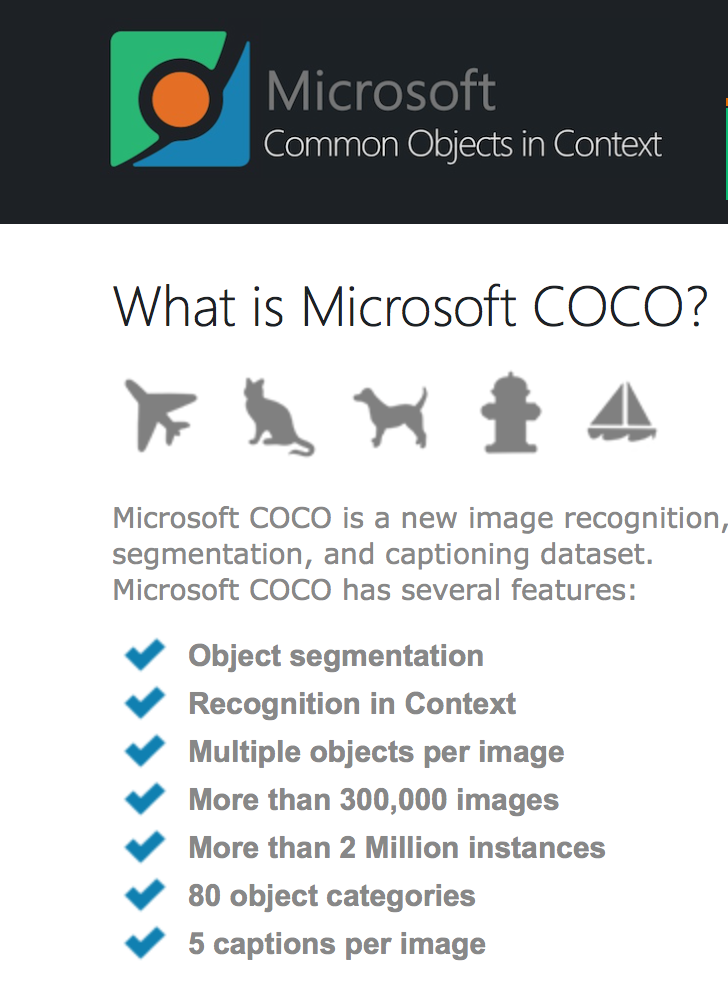 Microsoft
Common Objects in Context
What is Microsoft COCO?
Microsoft COCO is a new image recognition,
segmentation, and captioning dataset.
Microsoft COCO has several features:
Object segmentation
Recognition in Context
Multiple objects per image
More than 300,000 images
More than 2 Million instances
80 object categories
5 captions per image